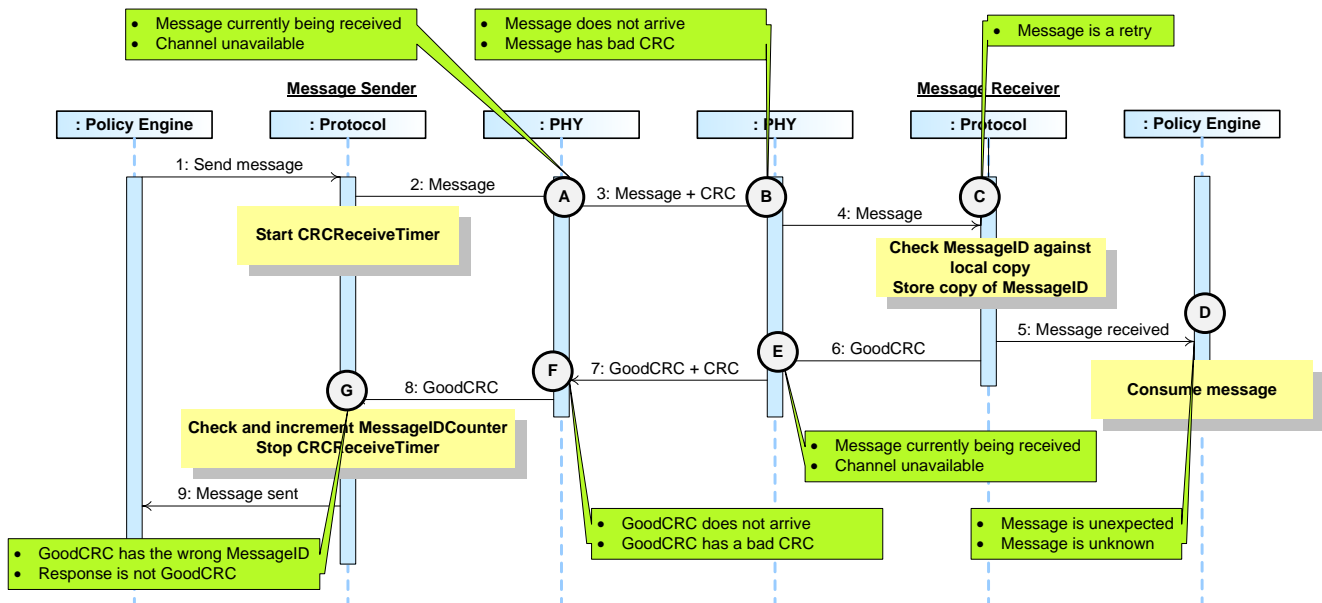 • Message currently being received
• Channel unavailable
• Message does not arrive
• Message has bad CRC
• Message is a retry
Message Sender
Message Receiver
: Policy Engine
: Protocol
: PHY
: PHY
: Protocol
: Policy Engine
1: Send message
2: Message
A
3: Message + CRC
B
C
4: Message
Start CRCReceiveTimer
Check MessageID against
local copy
Store copy of MessageID
D
5: Message received
6: GoodCRC
E
7: GoodCRC + CRC
F
8: GoodCRC
G
Consume message
Check and increment MessageIDCounter
Stop CRCReceiveTimer
• Message currently being received
• Channel unavailable
9: Message sent
• GoodCRC does not arrive
• GoodCRC has a bad CRC
• Message is unexpected
• Message is unknown
• GoodCRC has the wrong MessageID
• Response is not GoodCRC